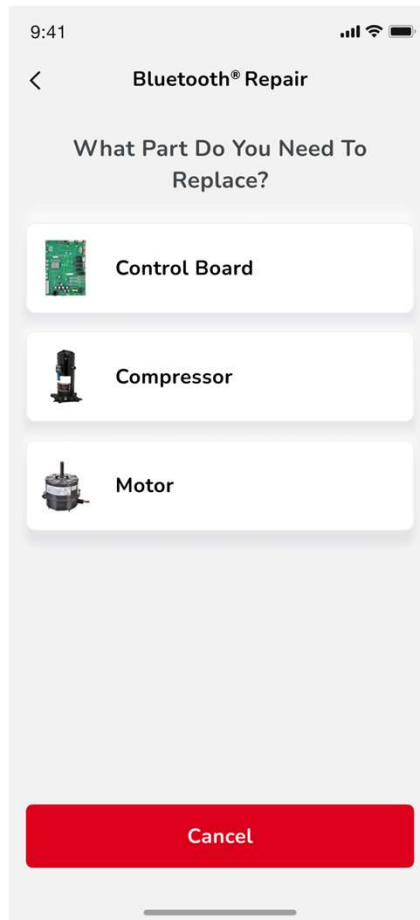 9:41
Bluetooth® Repair
What Part Do You Need To
Replace?
Control Board
Compressor
Motor
Cancel